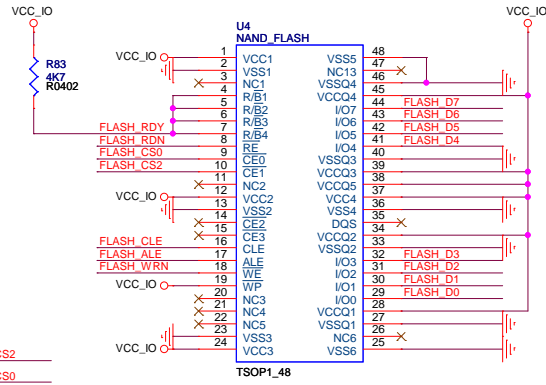 VCC_IO
VCC_IO
U4
NAND_FLASH
R83
4K7
R0402
VCC_IO 1 VCC1 VSS5 48
2 VSS1 NC13 47
3 NC1 VSSQ4 46
4 R/B1 VCCQ4 45
5 R/B2 I/O7 44 FLASH_D7
6 R/B3 I/O6 43 FLASH_D6
FLASH_RDY 7 R/B4 I/O5 42 FLASH_D5
FLASH_RDN 8 RE I/O4 41 FLASH_D4
FLASH_CS0 9 CE0 VSSQ3 40
FLASH_CS2 10 CE1 VCCQ3 39
11 NC2 VCCQ5 38
VCC_IO 12 VCC2 VCC4 37
13 VSS2 VSS4 36
14 CE2 DQS 35
15 CE3 VCCQ2 34
FLASH_CLE 16 CLE VSSQ2 33
FLASH_ALE 17 ALE I/O3 32 FLASH_D3
FLASH_WRN 18 WE I/O2 31 FLASH_D2
VCC_IO 19 WP I/O1 30 FLASH_D1
20 NC3 I/O0 29 FLASH_D0
21 NC4 VCCQ1 28
22 NC5 VSSQ1 27
23 VSS3 NC6 26
VCC_IO 24 VCC3 VSS6 25
TSOP1_48
CS2
CS0